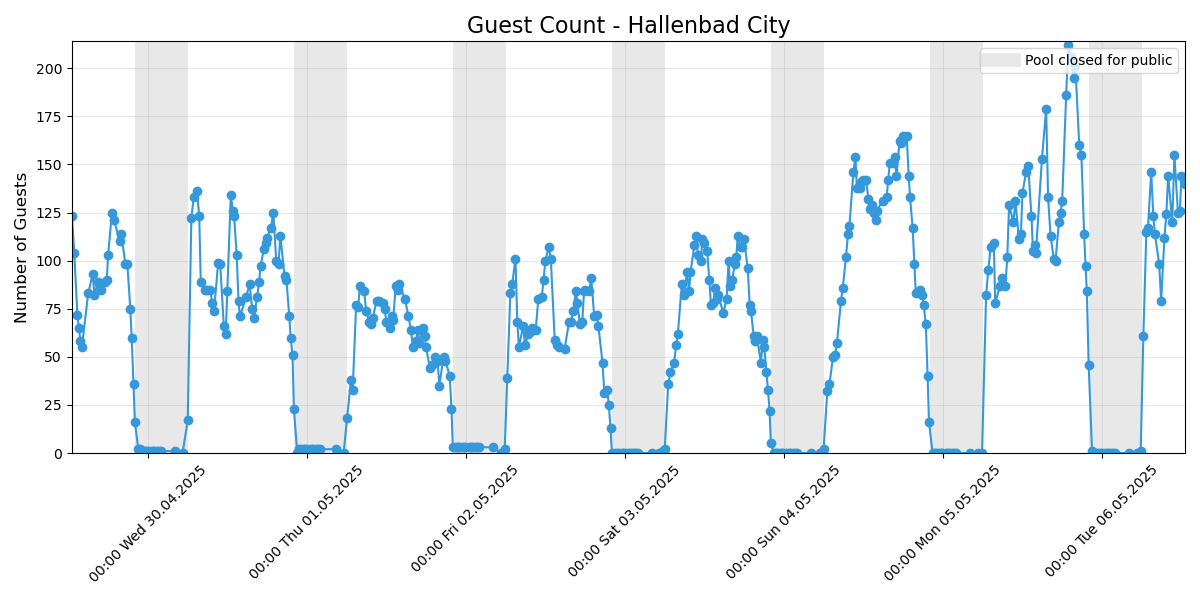 Guest Count - Hallenbad City
Pool closed for public
Number of Guests
200
175
150
125
100
75
50
25
0
00:00 Wed 30.04.2025
00:00 Thu 01.05.2025
00:00 Fri 02.05.2025
00:00 Sat 03.05.2025
00:00 Sun 04.05.2025
00:00 Mon 05.05.2025
00:00 Tue 06.05.2025